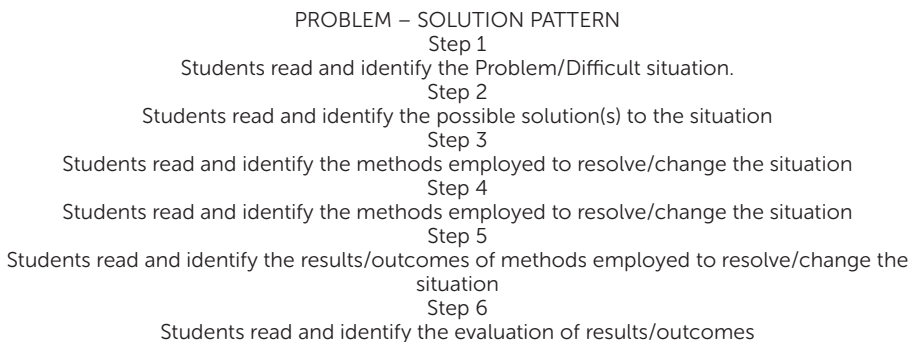 PROBLEM – SOLUTION PATTERN
Step 1
Students read and identify the Problem/Difficult situation.
Step 2
Students read and identify the possible solution(s) to the situation
Step 3
Students read and identify the methods employed to resolve/change the situation
Step 4
Students read and identify the methods employed to resolve/change the situation
Step 5
Students read and identify the results/outcomes of methods employed to resolve/change the
situation
Step 6
Students read and identify the evaluation of results/outcomes